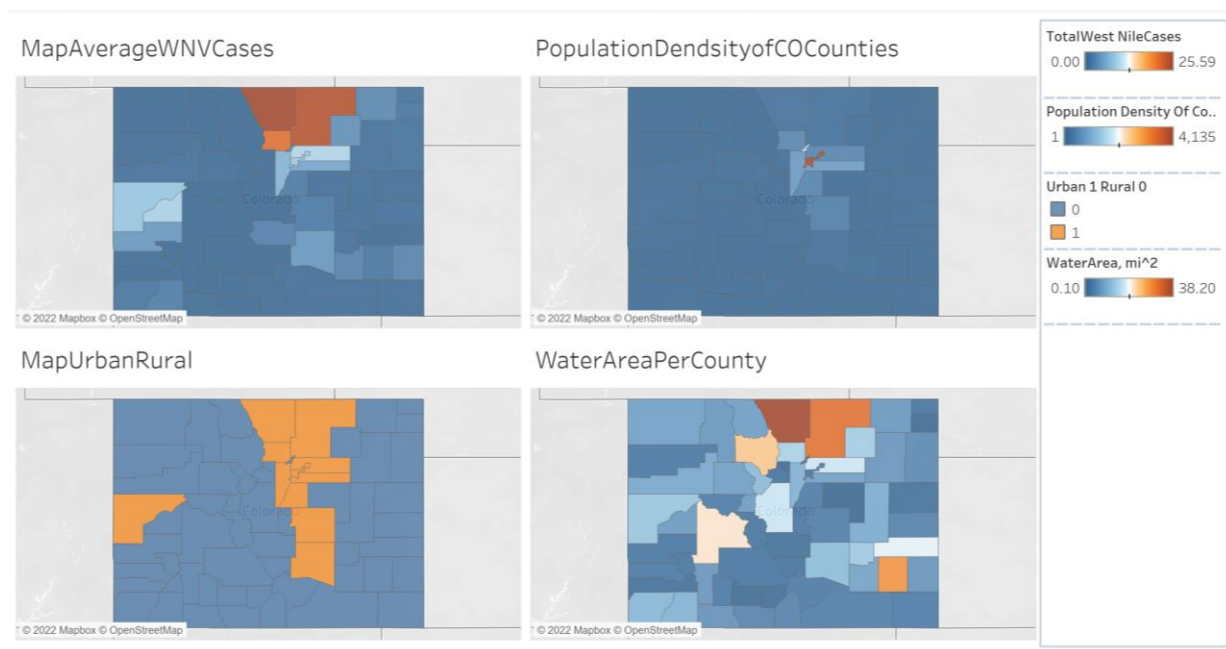 MapAverageWNVCases
Colorado
© 2022 Mapbox © OpenStreetMap
PopulationDendsityofCOCounties
Colorado
© 2022 Mapbox © OpenStreetMap
MapUrbanRural
Colorado
© 2022 Mapbox © OpenStreetMap
WaterAreaPerCounty
Colorado
© 2022 Mapbox © OpenStreetMap
TotalWest NileCases
0.00 25.59
Population Density Of Co..
1 4,135
Urban 1 Rural 0
0
1
WaterArea, mi^2
0.10 38.20